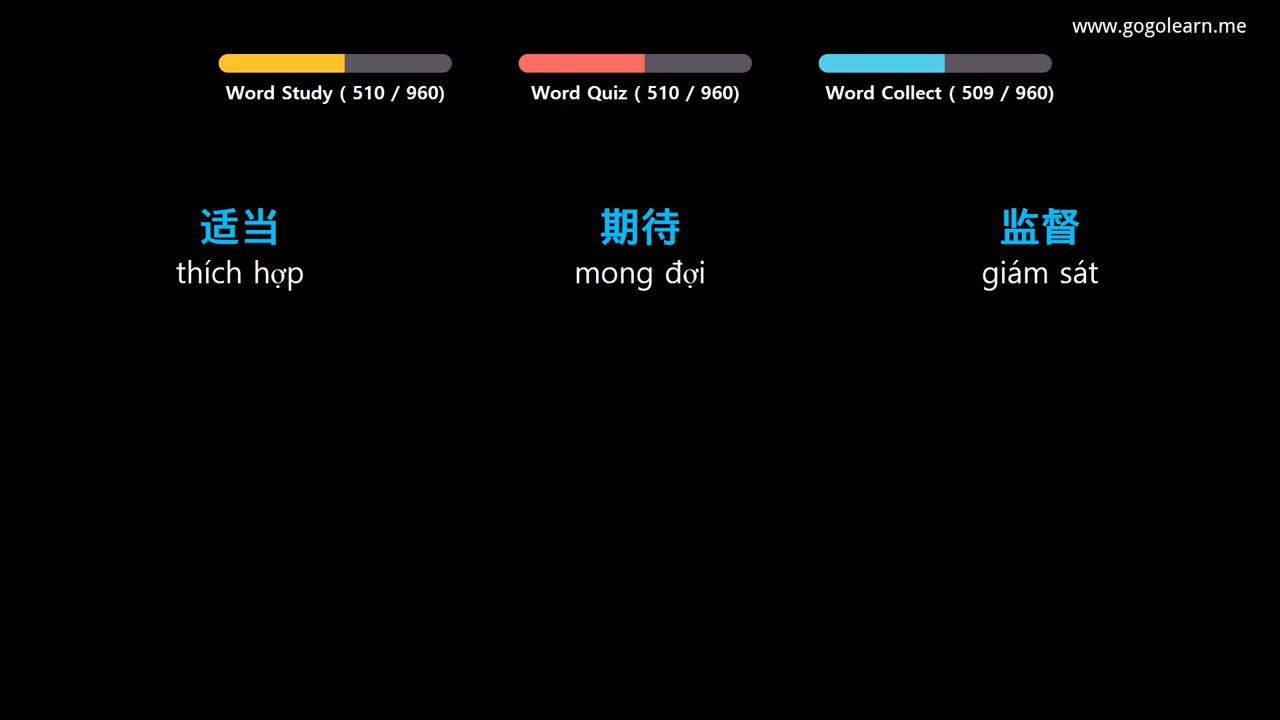 www.gogolearn.me
Word Study ( 510 / 960)
Word Quiz ( 510 / 960)
Word Collect ( 509 / 960)
适当
thích hợp
期待
mong đợi
监督
giám sát